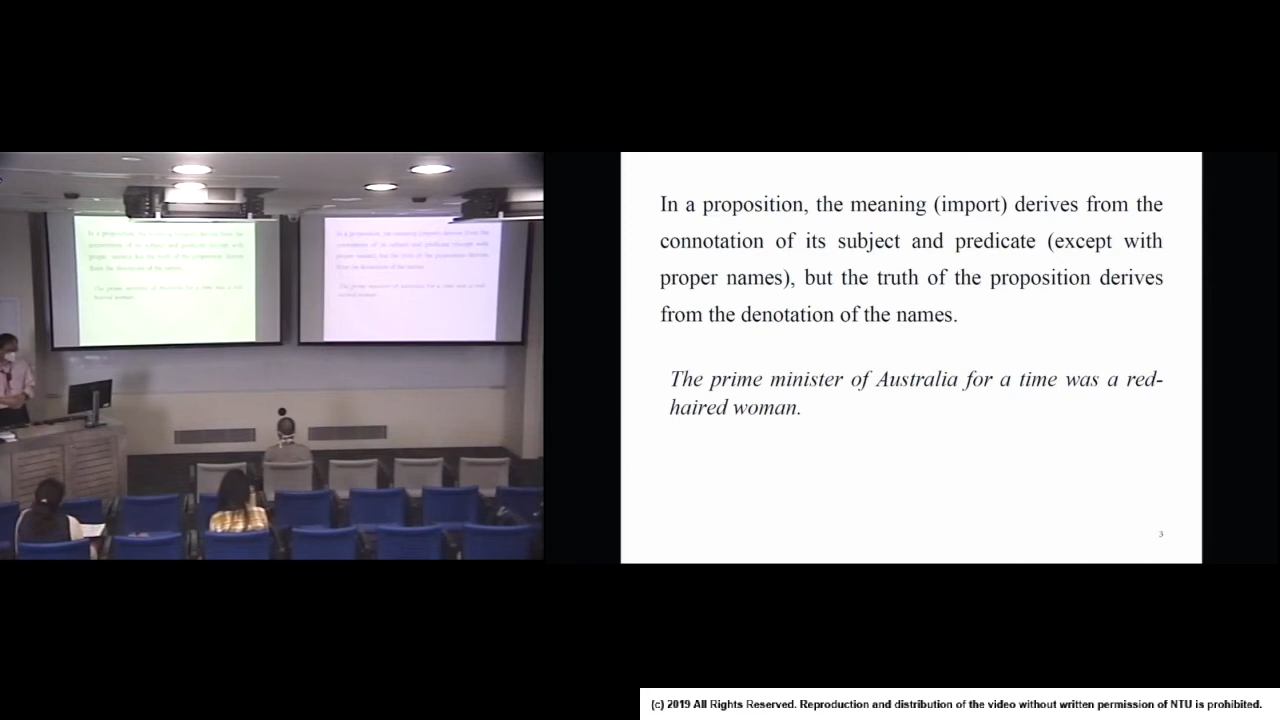 In a proposition, the meaning (import) derives from the
connotation of its subject and predicate (except with
proper names), but the truth of the proposition derives
from the denotation of the names.
The prime minister of Australia for a time was a red-
haired woman.
3
(c) 2019 All Rights Reserved. Reproduction and distribution of the video without written permission of NTU is prohibited.